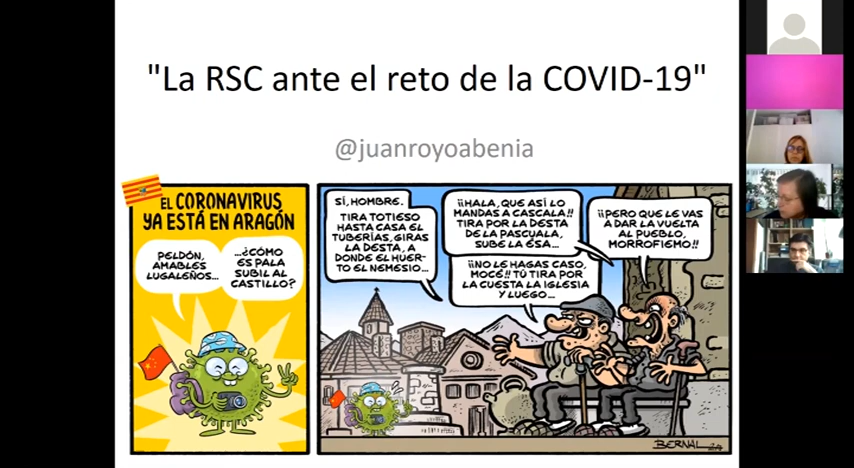 "La RSC ante el reto de la COVID-19"
@juanroyoabenia
EL CORONAVIRUS
YA ESTÁ EN ARAGÓN
PELDÓN,
AMABLES
LUGALEÑOS...
...¿CÓMO
ES PALA
SUBIL AL
CASTILLO?
SÍ, HOMBRE.
TIRA TOTIESO
HASTA CASA EL
TUBERÍAS, GIRAS
LA DESTA, A
DONDE EL HUER-
TO EL NEMESIO...
¡¡HALA, QUE ASÍ LO
MANDAS A CASCALA!!
TIRA POR LA DESTA
DE LA PASCUALA,
SUBE LA ESA...
¡¡NO LE HAGAS CASO,
MOCÉ!! TÚ TIRA POR
LA CUESTA LA IGLESIA
Y LUEGO...
¡¡PERO QUE LE VAS
A DAR LA VUELTA
AL PUEBLO,
MORROFIEMO!!
BERNAL